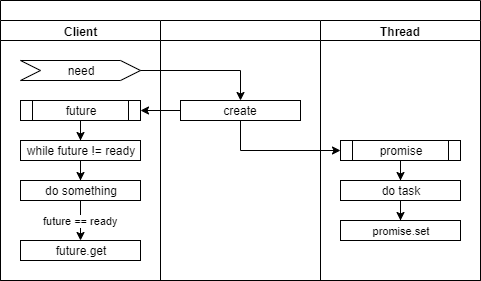 Client
Thread
need
future
create
while future != ready
promise
do something
do task
future == ready
promise.set
future.get